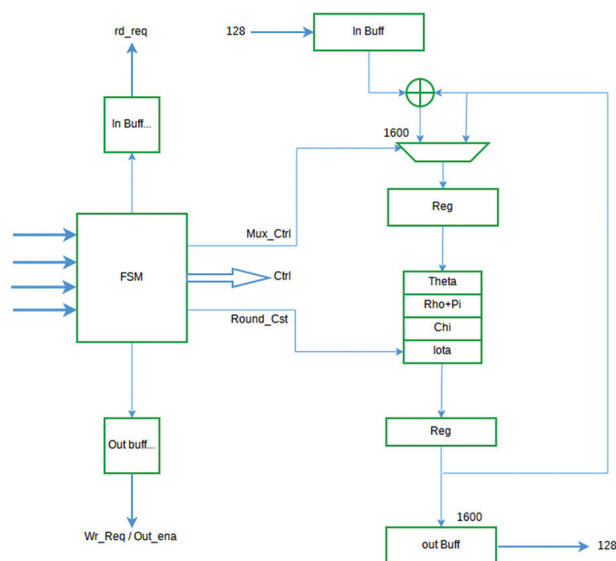 rd_req
128
In Buff
In Buff...
1600
Reg
Mux_Ctrl
FSM
Ctrl
Theta
Rho+Pi
Chi
Iota
Round_Cst
Reg
Out buff...
1600
Wr_Req / Out_ena
out Buff
128